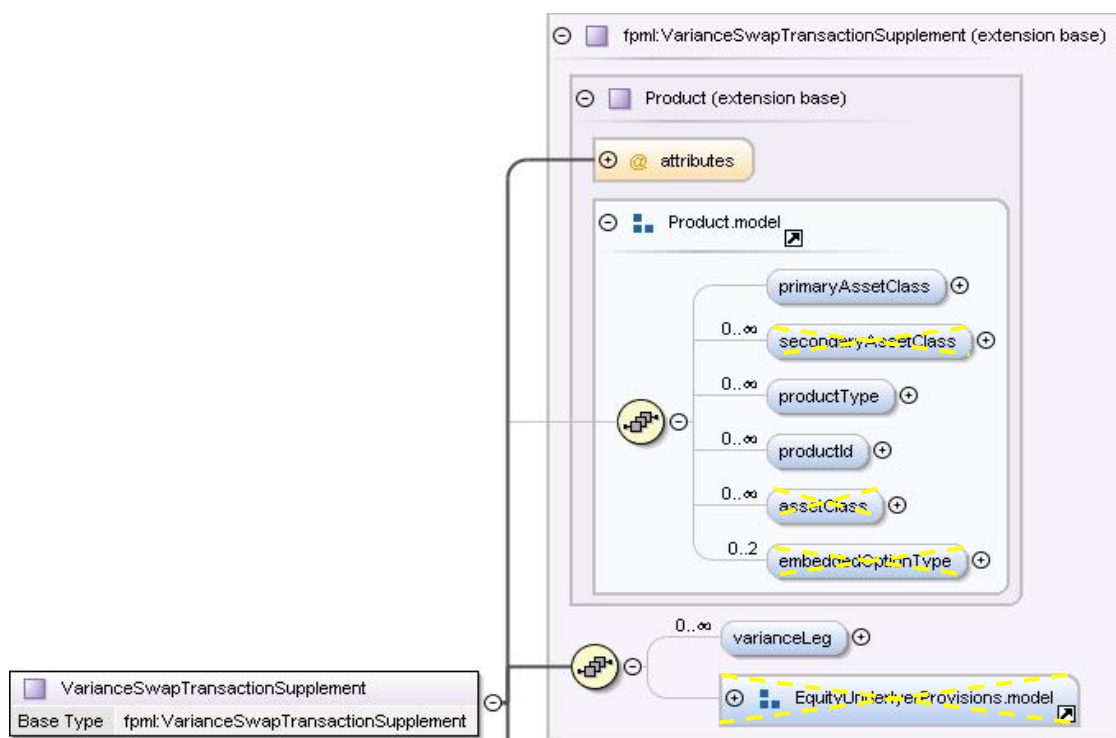 fpml:VarianceSwapTransactionSupplement (extension base)
Product (extension base)
@ attributes
Product.model
primaryAssetClass
0..∞
secondaryAssetClass
0..∞
productType
0..∞
productId
0..∞
assetClass
0..2
embeddedOptionType
0..∞
varianceLeg
EquityUnderlyerProvisions.model
VarianceSwapTransactionSupplement
Base Type fpml:VarianceSwapTransactionSupplement